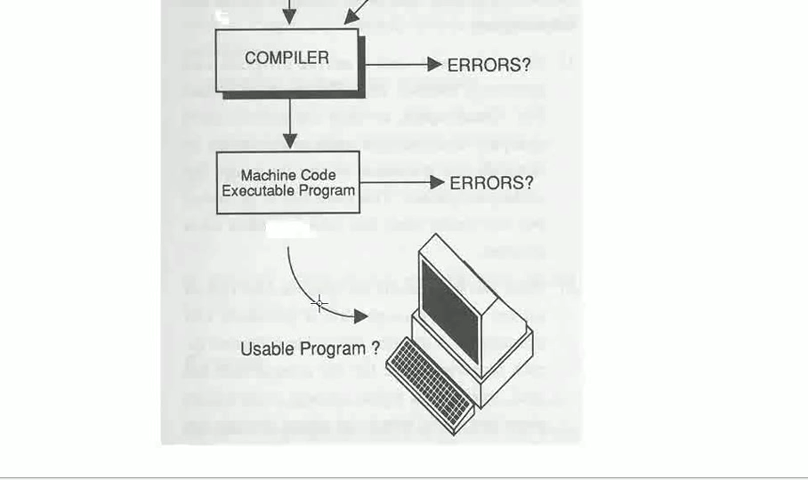 COMPILER
ERRORS?
Machine Code
Executable Program
ERRORS?
Usable Program ?